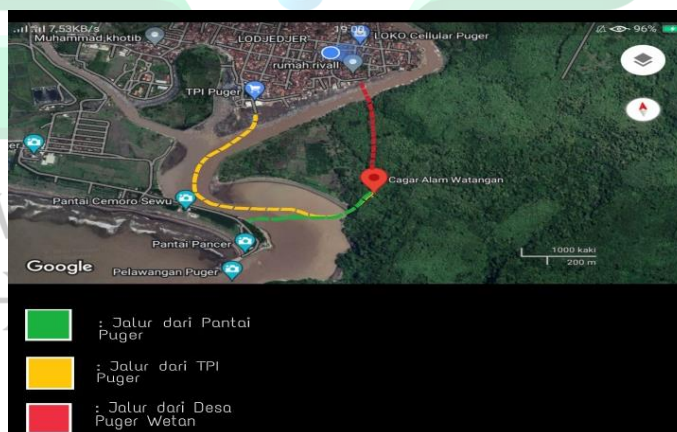 7,53KB/s 19:00 96%
Muhammad khotib
LODJEDJER
LOKO Cellular Puger
rumah rivall
TPI Puger
Cagar Alam Watangan
Pantai Cemoro Sewu
Pantai Pancer
1000 kaki
200 m
Google
Pelawangan Puger
: Jalur dari Pantai
Puger
: Jalur dari TPI
Puger
: Jalur dari Desa
Puger Wetan